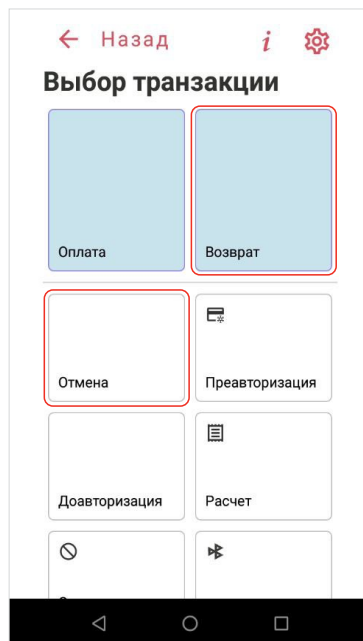 Назад
Выбор транзакции
Оплата
Возврат
Отмена
Преавторизация
Доавторизация
Расчет